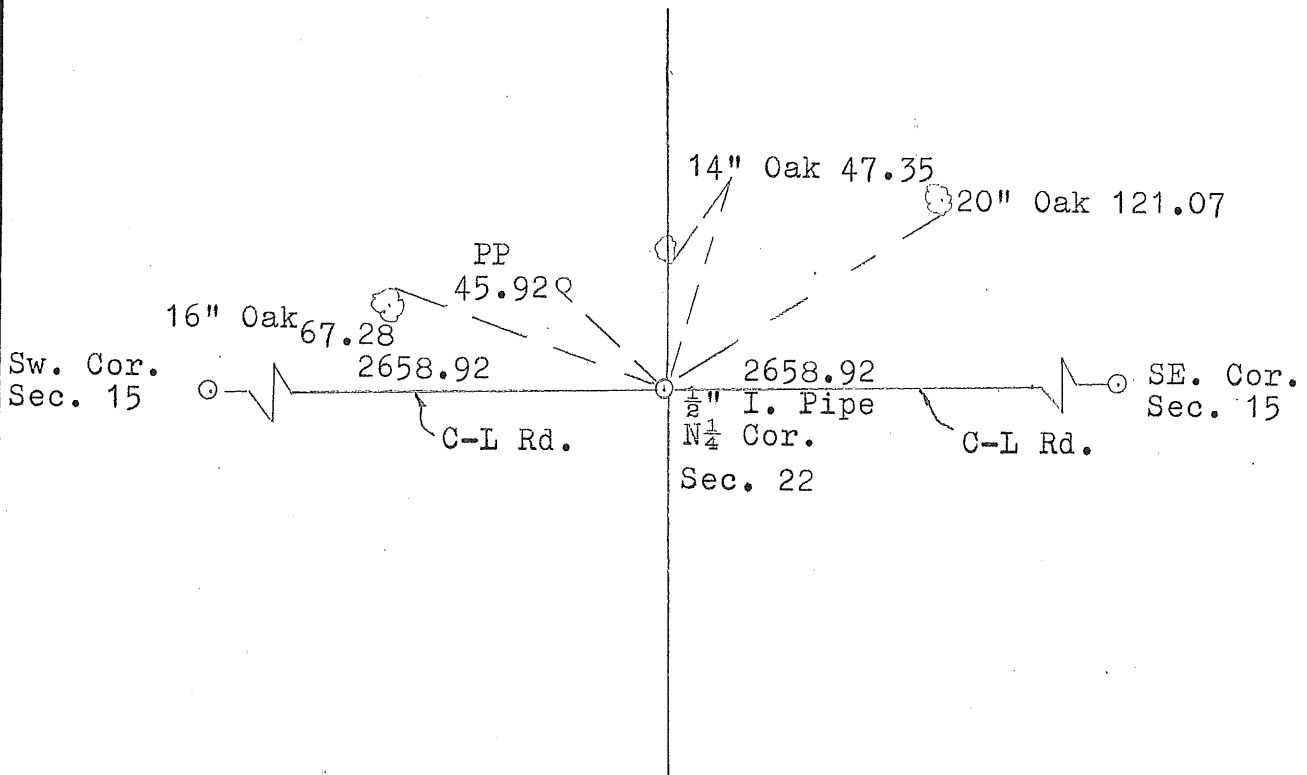 14" Oak 47.35
20" Oak 121.07
PP
45.92
16" Oak 67.28
Sw. Cor.
Sec. 15
2658.92
2658.92
SE. Cor.
Sec. 15
½" I. Pipe
N¼ Cor.
C-L Rd.
C-L Rd.
Sec. 22